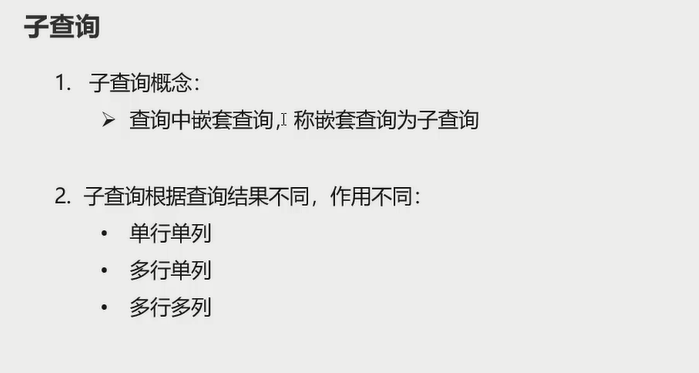 子查询
1. 子查询概念：
➢ 查询中嵌套查询，称嵌套查询为子查询
2. 子查询根据查询结果不同，作用不同：
• 单行单列
• 多行单列
• 多行多列